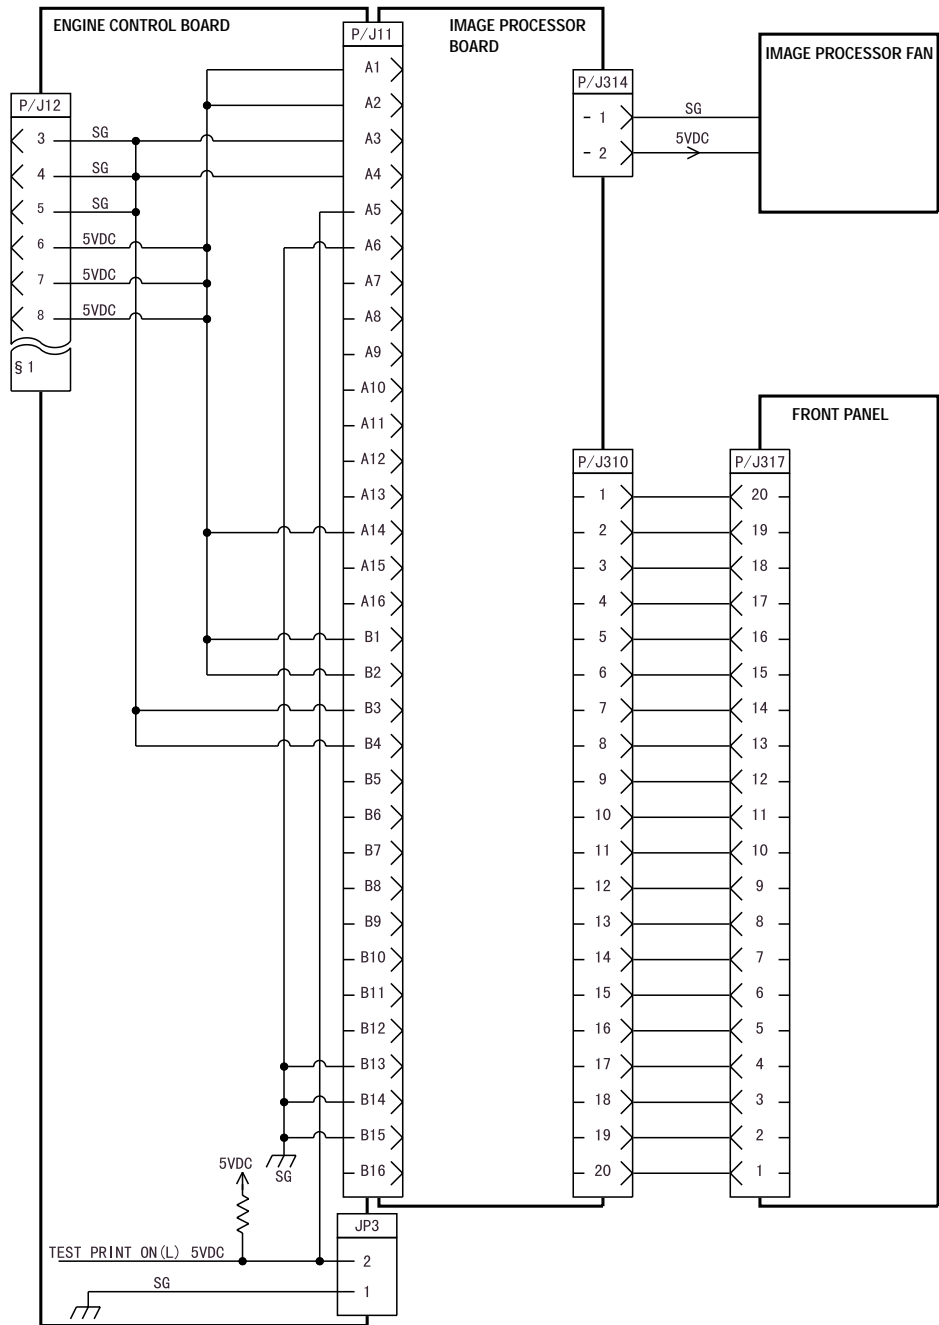 ENGINE CONTROL BOARD
P/J11
IMAGE PROCESSOR
BOARD
P/J12
3 SG
4 SG
5 SG
6 5VDC
7 5VDC
8 5VDC
§ 1
A1
A2
A3
A4
A5
A6
A7
A8
A9
A10
A11
A12
A13
A14
A15
A16
B1
B2
B3
B4
B5
B6
B7
B8
B9
B10
B11
B12
B13
B14
B15
B16
P/J314
1 SG
2 5VDC
IMAGE PROCESSOR FAN
FRONT PANEL
P/J310 P/J317
1 20
2 19
3 18
4 17
5 16
6 15
7 14
8 13
9 12
10 11
11 10
12 9
13 8
14 7
15 6
16 5
17 4
18 3
19 2
20 1
5VDC
SG
JP3
TEST PRINT ON(L) 5VDC 2
SG 1